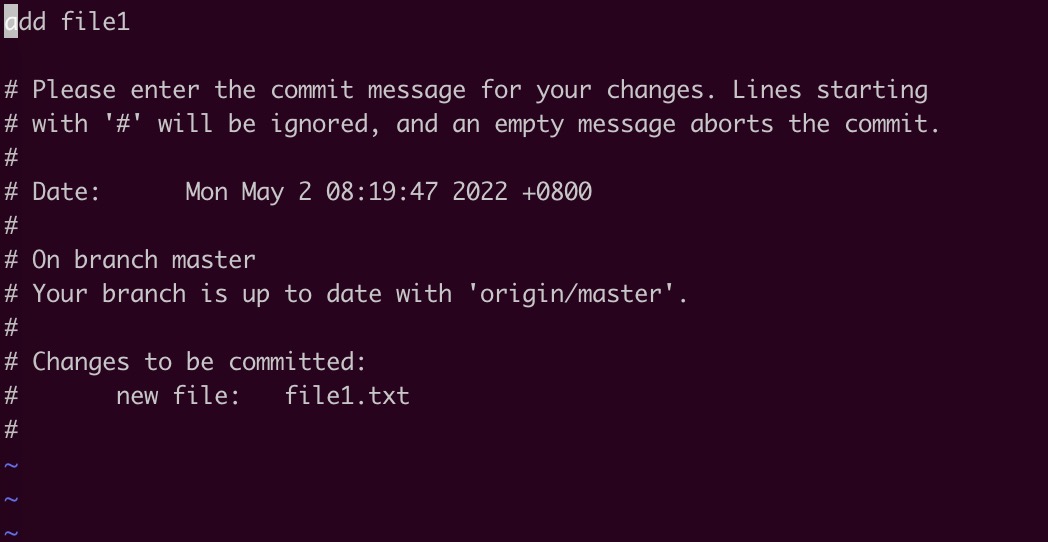 add file1

# Please enter the commit message for your changes. Lines starting
# with '#' will be ignored, and an empty message aborts the commit.
#
# Date:      Mon May 2 08:19:47 2022 +0800
#
# On branch master
# Your branch is up to date with 'origin/master'.
#
# Changes to be committed:
#       new file:   file1.txt
#
~
~
~